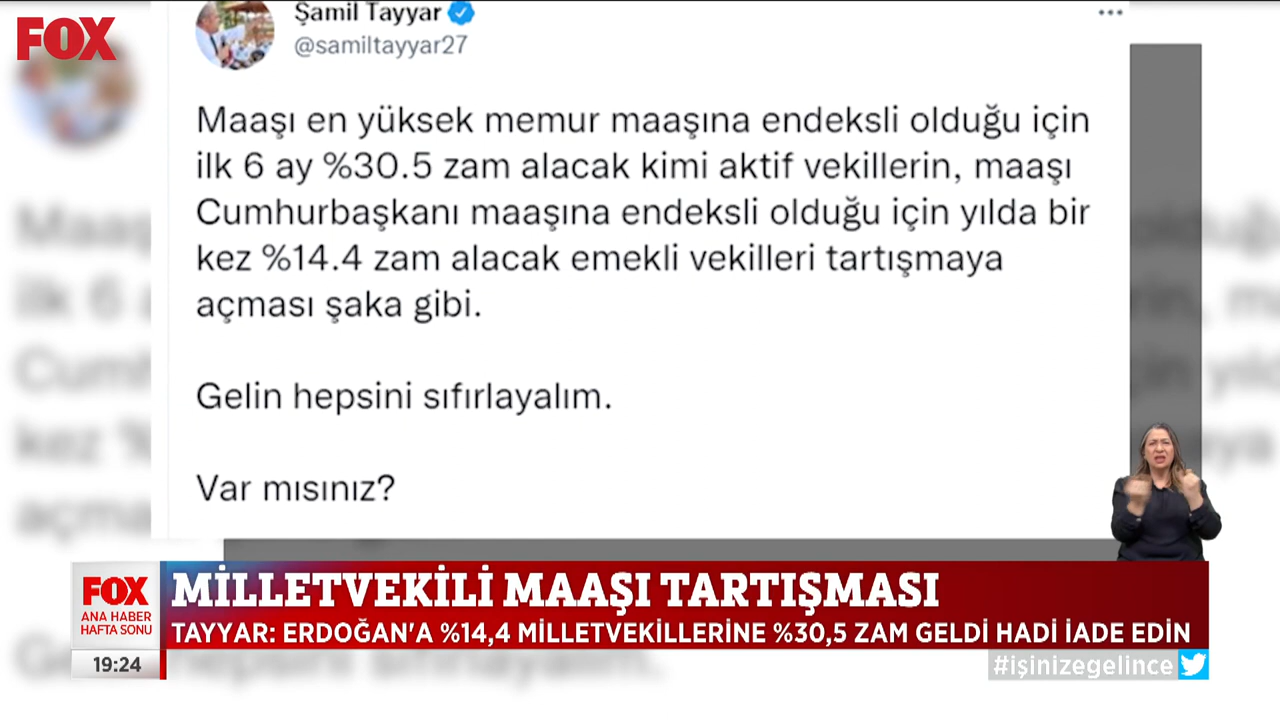 FOX
Şamil Tayyar
@samiltayyar27
Maaşı en yüksek memur maaşına endeksli olduğu için
ilk 6 ay %30.5 zam alacak kimi aktif vekillerin, maaşı
Cumhurbaşkanı maaşına endeksli olduğu için yılda bir
kez %14.4 zam alacak emekli vekilleri tartışmaya
açması şaka gibi.
Gelin hepsini sıfırlayalım.
Var mısınız?
FOX
ANA HABER
HAFTA SONU
19:24
MİLLETVEKİLİ MAAŞI TARTIŞMASI
TAYYAR: ERDOĞAN'A %14,4 MİLLETVEKİLLERİNE %30,5 ZAM GELDİ HADİ İADE EDİN
#işinizegelince